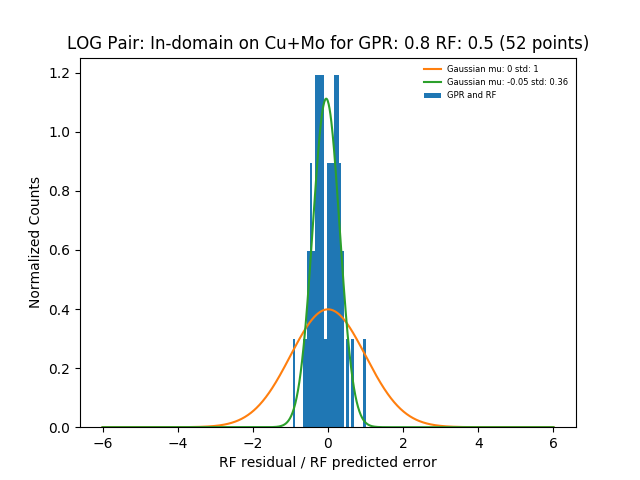 LOG Pair: In-domain on Cu+Mo for GPR: 0.8 RF: 0.5 (52 points)
Gaussian mu: 0 std: 1
Gaussian mu: -0.05 std: 0.36
GPR and RF
Normalized Counts
1.2
1.0
0.8
0.6
0.4
0.2
0.0
−6 −4 −2 0 2 4 6
RF residual / RF predicted error